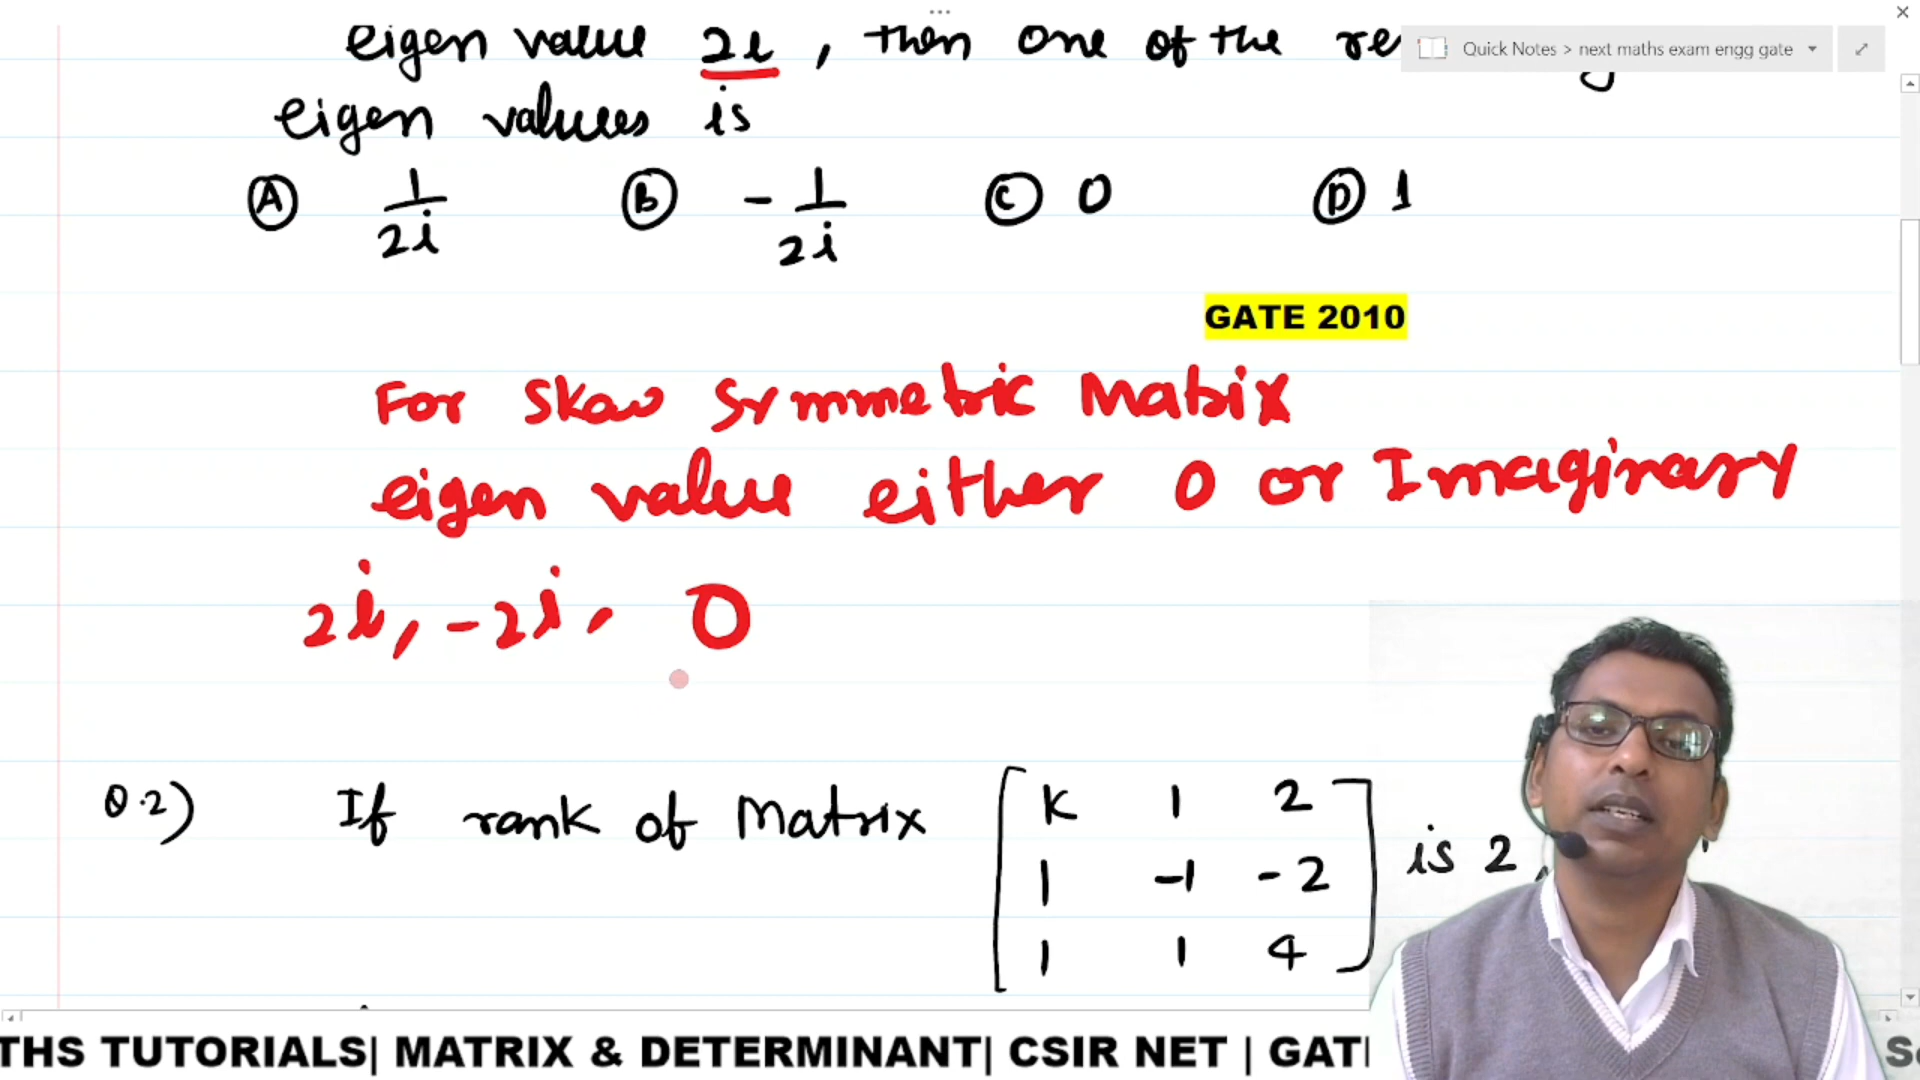 Quick Notes > next maths exam engg gate
eigen value 2i , then one of the
eigen values is
(A) 1/2i (B) - 1/2i (C) 0 (D) 1
GATE 2010
For Skew Symmetric Matrix
eigen value either 0 or Imaginary
2i, -2i, 0
Q.2) If rank of Matrix [ K 1 2
1 -1 -2
1 1 4 ] is 2,
THS TUTORIALS| MATRIX & DETERMINANT| CSIR NET | GAT